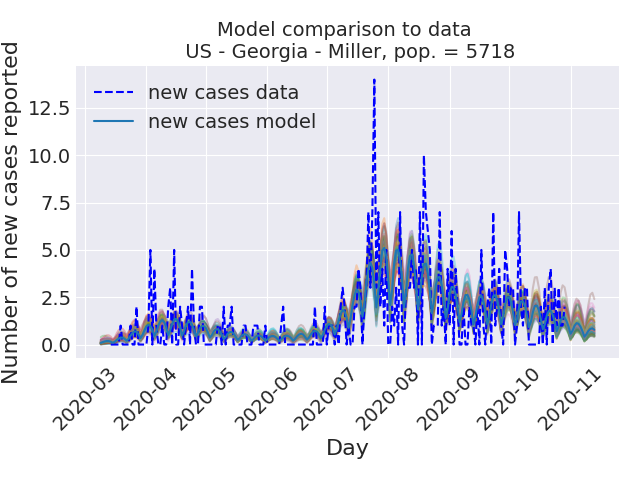 Model comparison to data
US - Georgia - Miller, pop. = 5718
Number of new cases reported
12.5
10.0
7.5
5.0
2.5
0.0
new cases data
new cases model
2020-03
2020-04
2020-05
2020-06
2020-07
2020-08
2020-09
2020-10
2020-11
Day